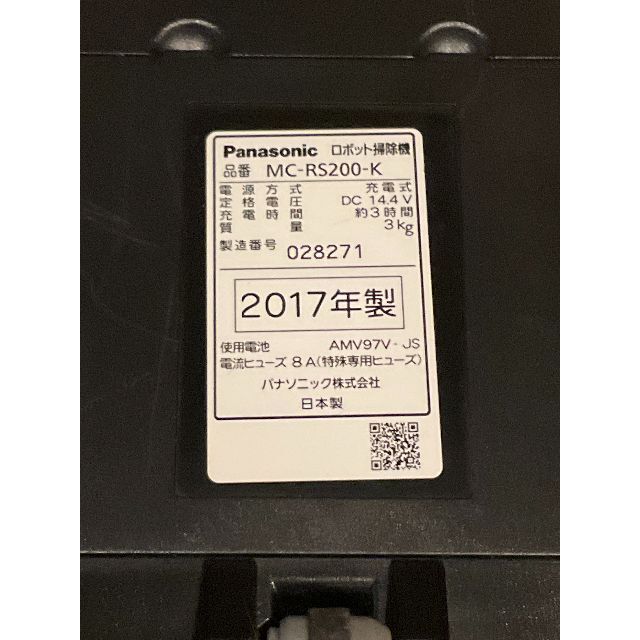 Panasonic ロボット掃除機
品番 MC-RS200-K
電源方式 充電式
定格電圧 DC 14.4 V
充電時間 約3時間
質量 3kg
製造番号 028271
2017年製
使用電池 AMV97V-JS
電流ヒューズ 8 A(特殊専用ヒューズ)
パナソニック株式会社
日本製